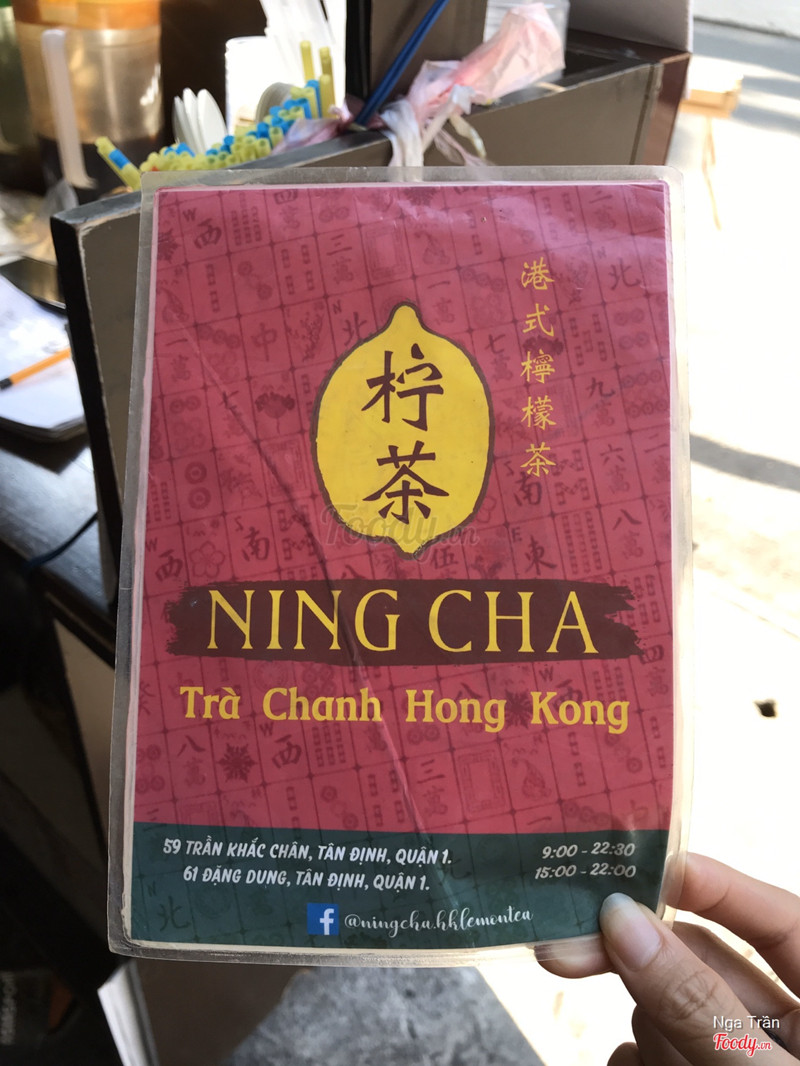 港式檸檬茶
柠茶
Foody.vn
NING CHA
Trà Chanh Hong Kong
59 TRẦN KHẮC CHÂN, TÂN ĐỊNH, QUẬN 1. 9:00 - 22:30
61 ĐẶNG DUNG, TÂN ĐỊNH, QUẬN 1. 15:00 - 22:00
@ningcha.hklemontea
Nga Trần
Foody.vn